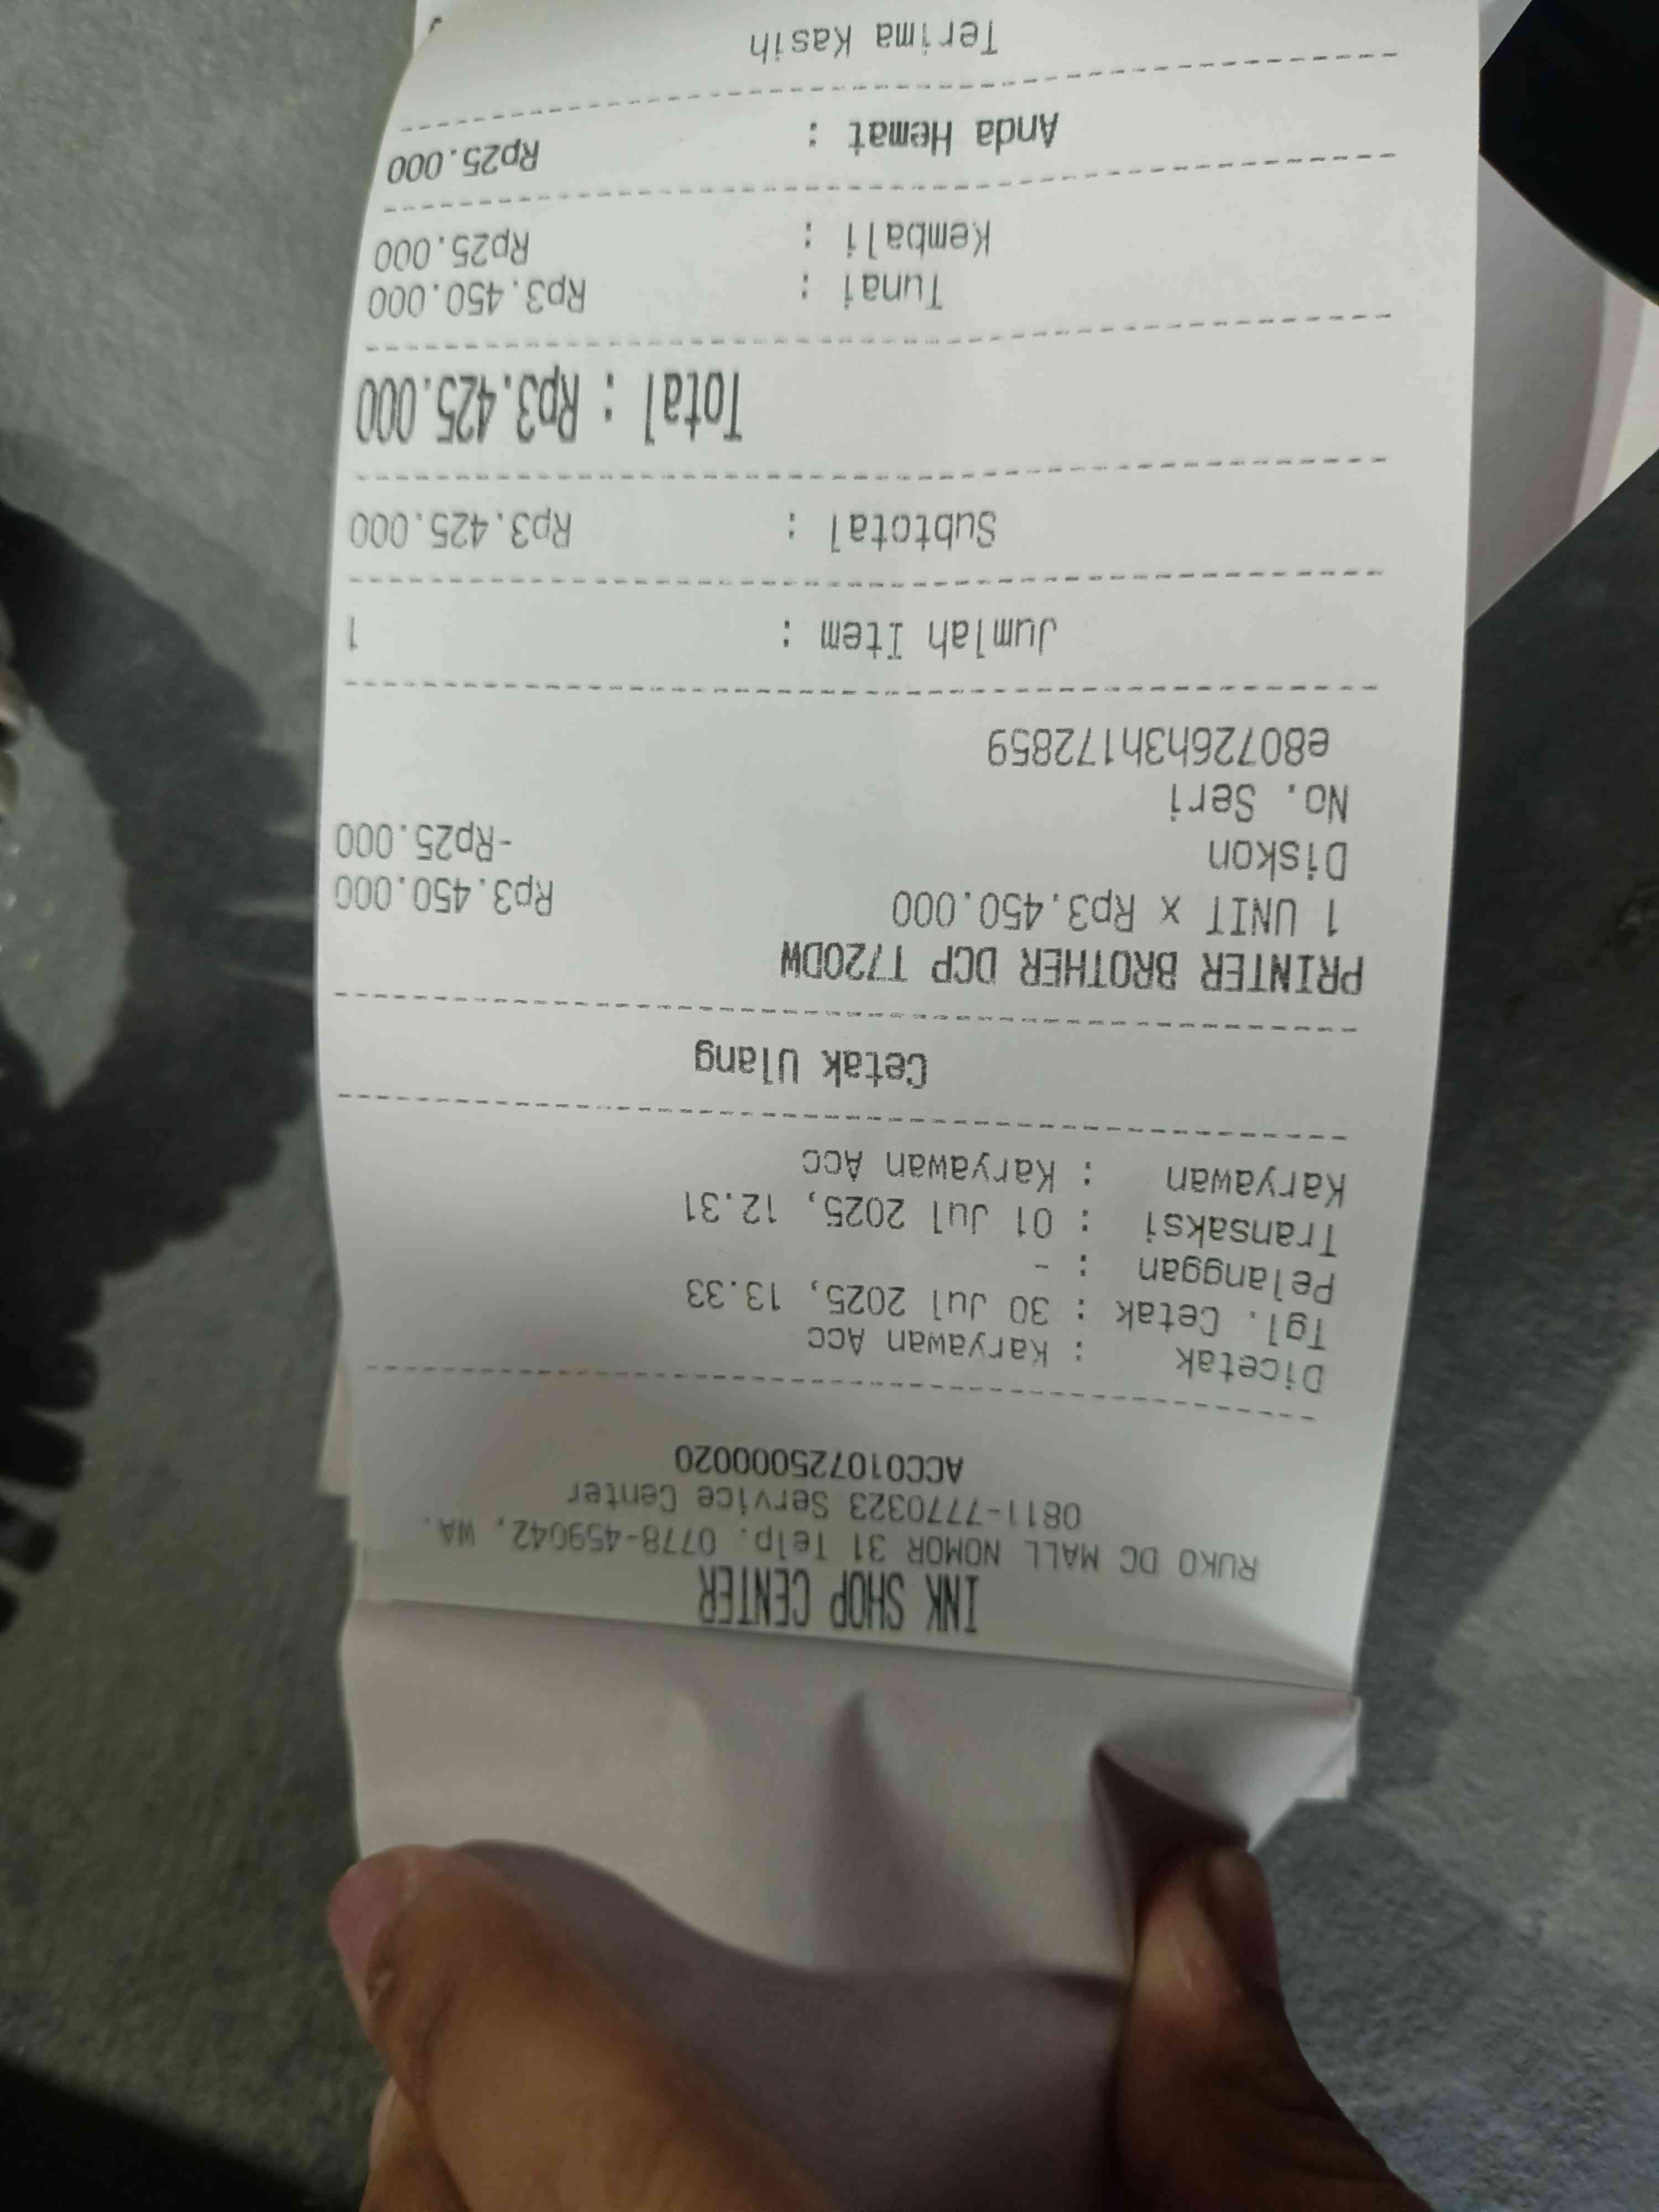 INK SHOP CENTER
RUKO DC MALL NOMOR 31 Telp. 0778-459042, WA.
0811-7770323 Service Center
ACC010725000020
Dicetak : Karyawan Acc
Tgl. Cetak : 30 Jul 2025, 13.33
Pelanggan : -
Transaksi : 01 Jul 2025, 12.31
Karyawan : Karyawan Acc
Cetak Ulang
PRINTER BROTHER DCP T720DW
1 UNIT x Rp3.450.000 Rp3.450.000
Diskon -Rp25.000
No. Seri
e80726h3h172859
Jumlah Item : 1
Subtotal : Rp3.425.000
Total : Rp3.425.000
Tunai : Rp3.450.000
Kembali : Rp25.000
Anda Hemat : Rp25.000
Terima Kasih